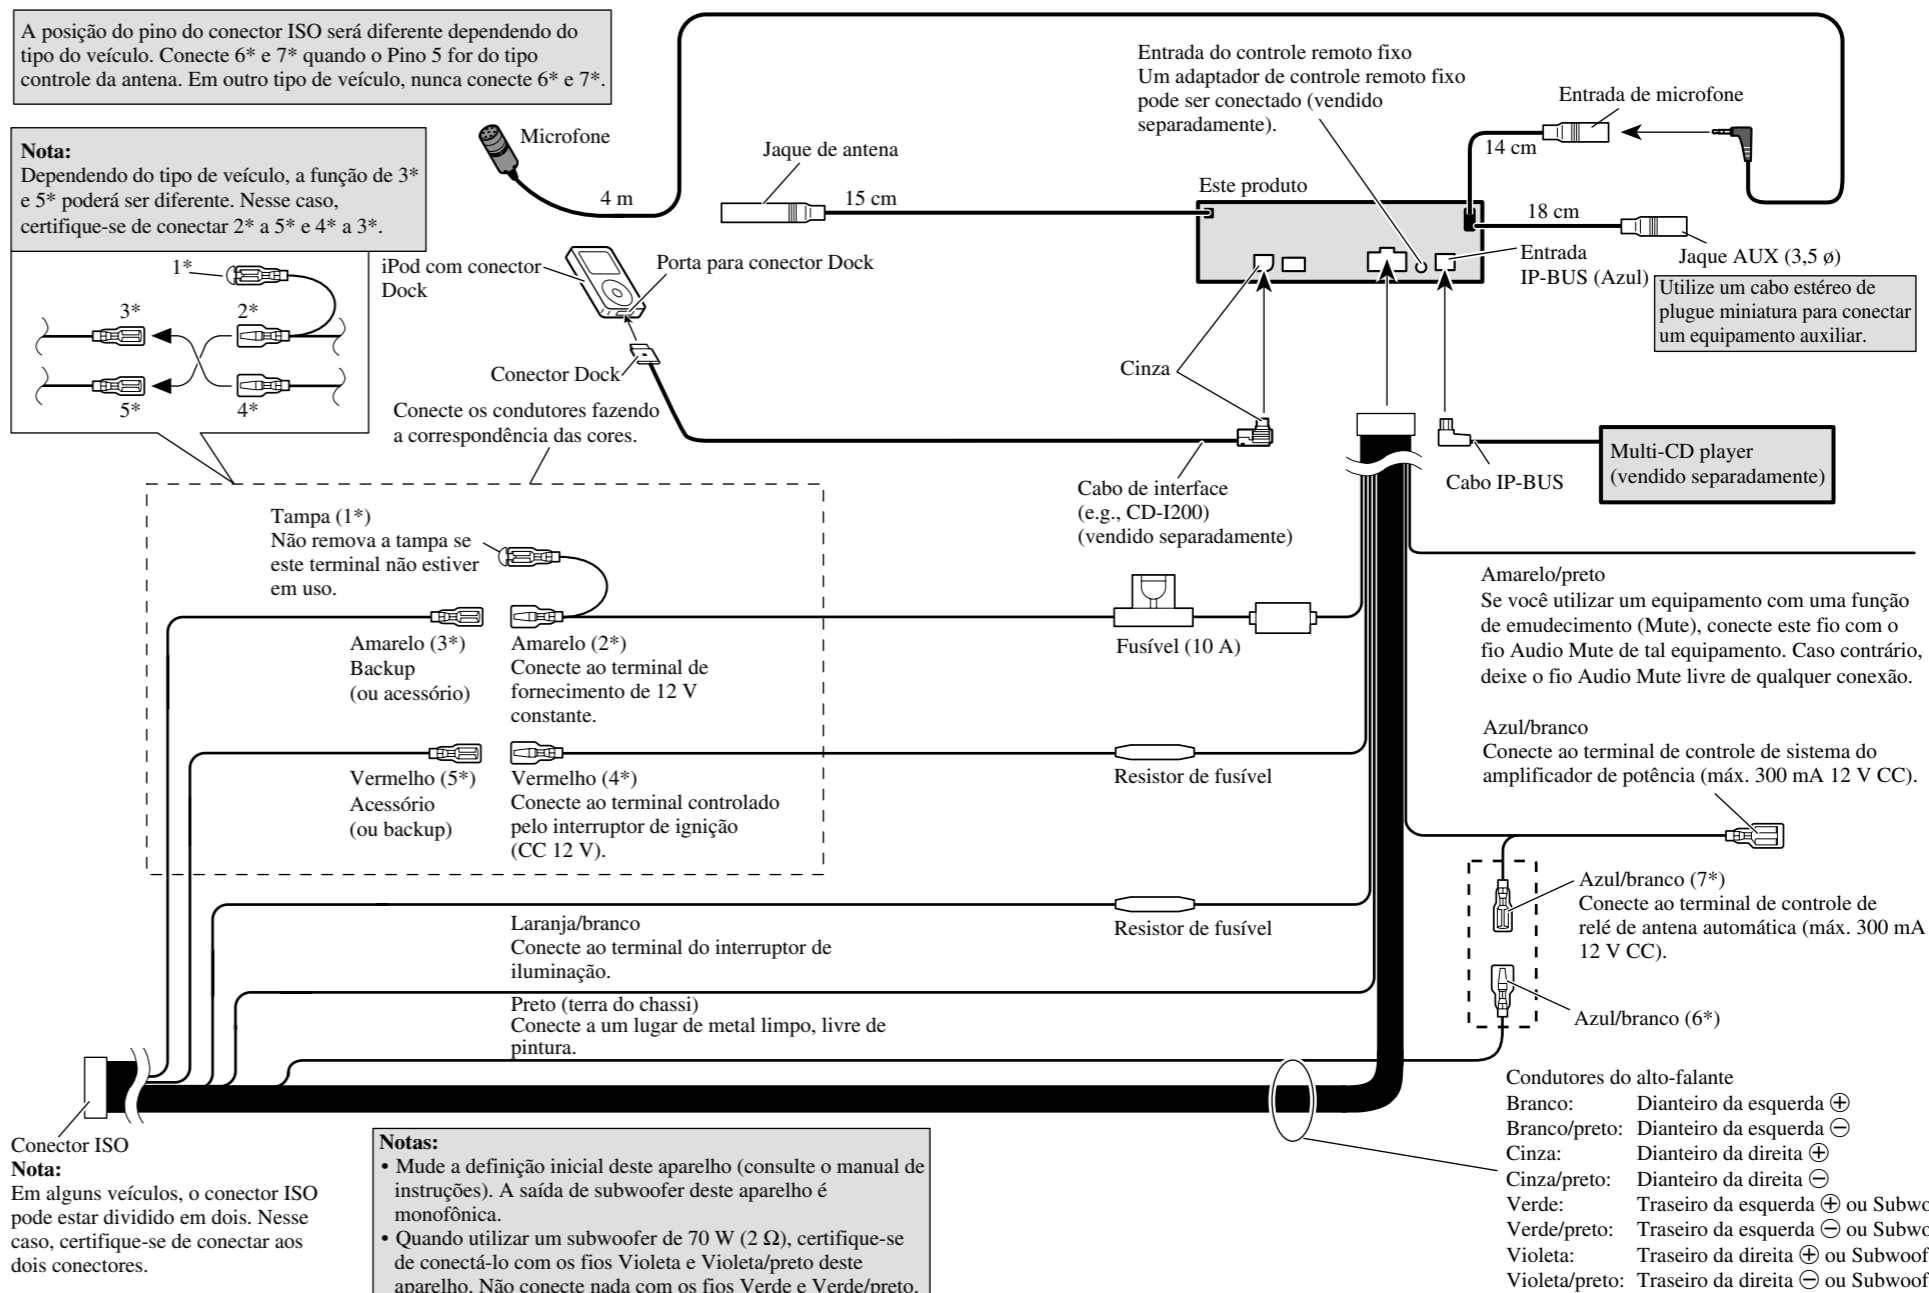 A posição do pino do conector ISO será diferente dependendo do
tipo do veículo. Conecte 6* e 7* quando o Pino 5 for do tipo
controle da antena. Em outro tipo de veículo, nunca conecte 6* e 7*.
Nota:
Dependendo do tipo de veículo, a função de 3*
e 5* poderá ser diferente. Nesse caso,
certifique-se de conectar 2* a 5* e 4* a 3*.
1*
3*
2*
5*
4*
Microfone
4 m
Jaque de antena
15 cm
Entrada do controle remoto fixo
Um adaptador de controle remoto fixo
pode ser conectado (vendido
separadamente).
Entrada de microfone
14 cm
Este produto
18 cm
Entrada
IP-BUS (Azul)
Jaque AUX (3,5 ø)
Utilize um cabo estéreo de
plugue miniatura para conectar
um equipamento auxiliar.
iPod com conector
Dock
Porta para conector Dock
Conector Dock
Cinza
Conecte os condutores fazendo
a correspondência das cores.
Cabo de interface
(e.g., CD-I200)
(vendido separadamente)
Cabo IP-BUS
Multi-CD player
(vendido separadamente)
Tampa (1*)
Não remova a tampa se
este terminal não estiver
em uso.
Amarelo (3*)
Backup
(ou acessório)
Amarelo (2*)
Conecte ao terminal de
fornecimento de 12 V
constante.
Fusível (10 A)
Vermelho (5*)
Acessório
(ou backup)
Vermelho (4*)
Conecte ao terminal controlado
pelo interruptor de ignição
(CC 12 V).
Resistor de fusível
Laranja/branco
Conecte ao terminal do interruptor de
iluminação.
Resistor de fusível
Preto (terra do chassi)
Conecte a um lugar de metal limpo, livre de
pintura.
Amarelo/preto
Se você utilizar um equipamento com uma função
de emudecimento (Mute), conecte este fio com o
fio Audio Mute de tal equipamento. Caso contrário,
deixe o fio Audio Mute livre de qualquer conexão.
Azul/branco
Conecte ao terminal de controle de sistema do
amplificador de potência (máx. 300 mA 12 V CC).
Azul/branco (7*)
Conecte ao terminal de controle de
relé de antena automática (máx. 300 mA
12 V CC).
Azul/branco (6*)
Conector ISO
Nota:
Em alguns veículos, o conector ISO
pode estar dividido em dois. Nesse
caso, certifique-se de conectar aos
dois conectores.
Notas:
• Mude a definição inicial deste aparelho (consulte o manual de
instruções). A saída de subwoofer deste aparelho é
monofônica.
• Quando utilizar um subwoofer de 70 W (2 Ω), certifique-se
de conectá-lo com os fios Violeta e Violeta/preto deste
aparelho. Não conecte nada com os fios Verde e Verde/preto.
Condutores do alto-falante
Branco: Dianteiro da esquerda ⊕
Branco/preto: Dianteiro da esquerda ⊖
Cinza: Dianteiro da direita ⊕
Cinza/preto: Dianteiro da direita ⊖
Verde: Traseiro da esquerda ⊕ ou Subwo
Verde/preto: Traseiro da esquerda ⊖ ou Subwo
Violeta: Traseiro da direita ⊕ ou Subwoof
Violeta/preto: Traseiro da direita ⊖ ou Subwoof